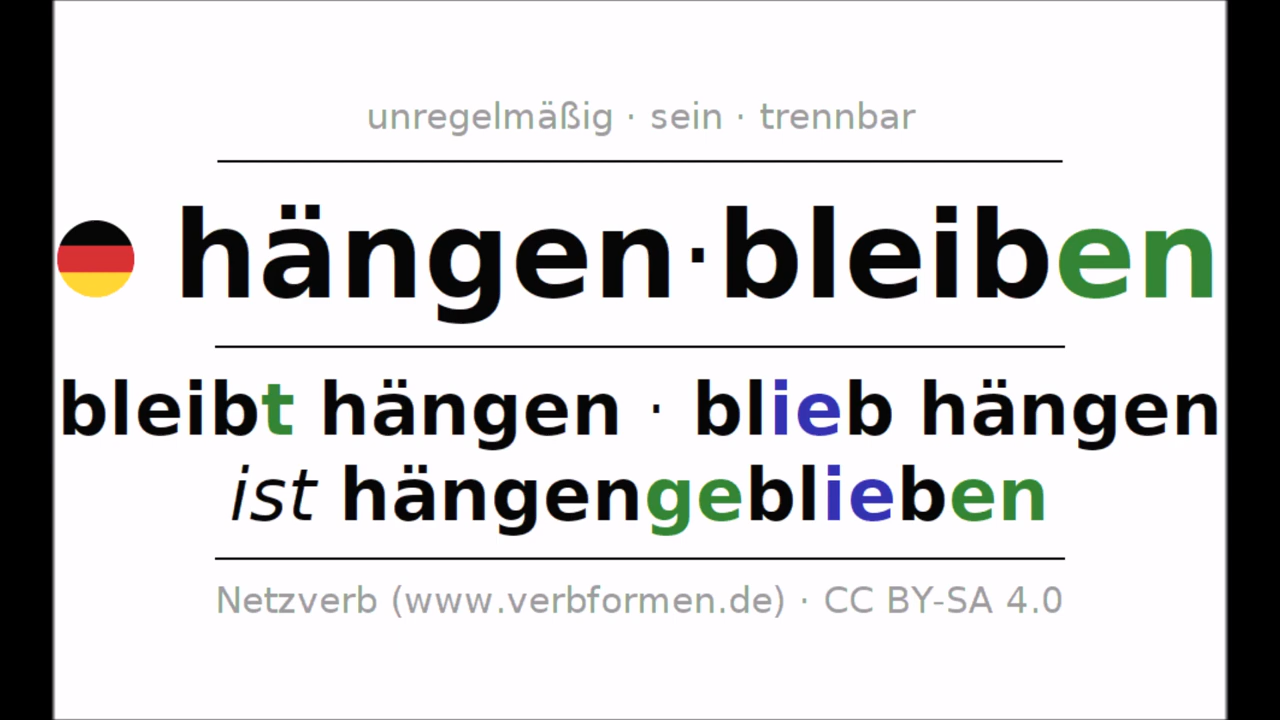 unregelmäßig · sein · trennbar
hängen·bleiben
bleibt hängen · blieb hängen
ist hängengeblieben
Netzverb (www.verbformen.de) · CC BY-SA 4.0